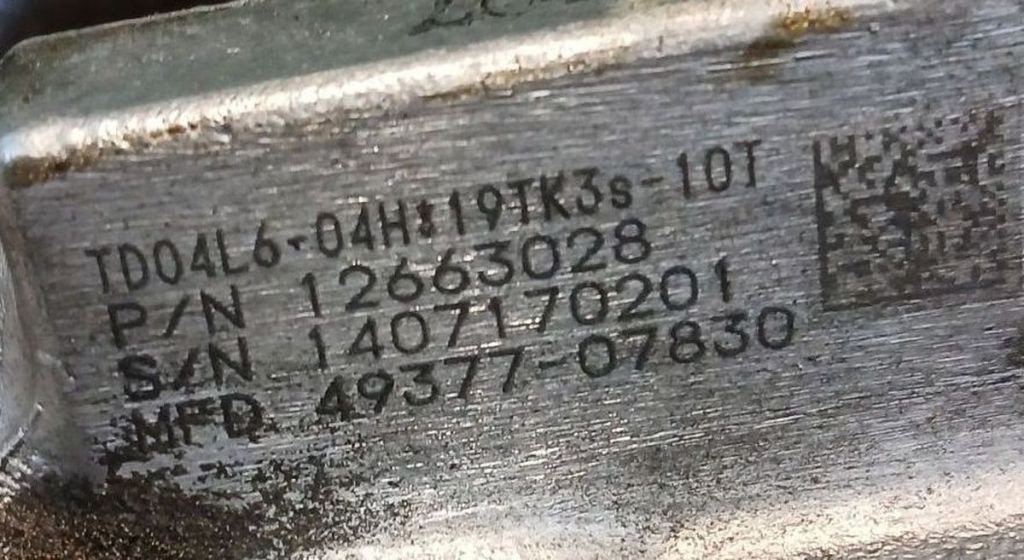 TD04L6-04H*19TK3s-10T
P/N 12663028
S/N 1407170201
MFD. 49377-07830